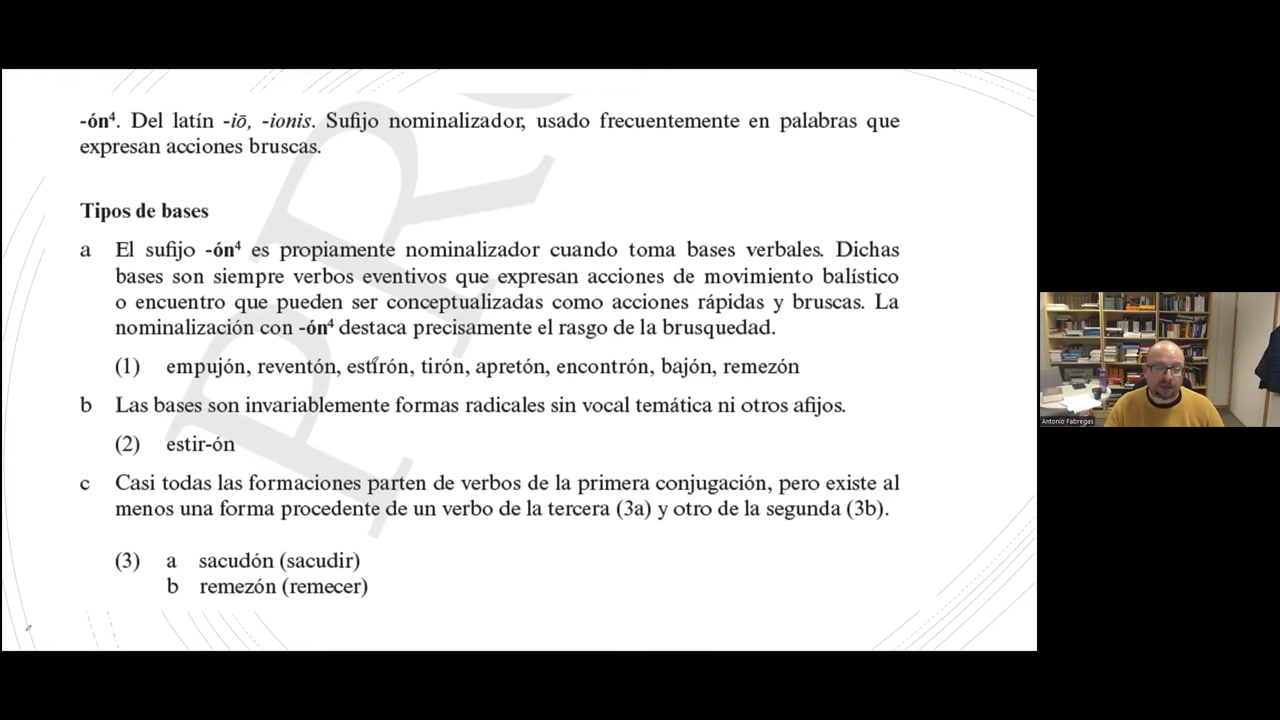 -ón⁴. Del latín -iō, -ionis. Sufijo nominalizador, usado frecuentemente en palabras que
expresan acciones bruscas.
Tipos de bases
a El sufijo -ón⁴ es propiamente nominalizador cuando toma bases verbales. Dichas
bases son siempre verbos eventivos que expresan acciones de movimiento balístico
o encuentro que pueden ser conceptualizadas como acciones rápidas y bruscas. La
nominalización con -ón⁴ destaca precisamente el rasgo de la brusquedad.
(1) empujón, reventón, estirón, tirón, apretón, encontrón, bajón, remezón
b Las bases son invariablemente formas radicales sin vocal temática ni otros afijos.
(2) estir-ón
c Casi todas las formaciones parten de verbos de la primera conjugación, pero existe al
menos una forma procedente de un verbo de la tercera (3a) y otro de la segunda (3b).
(3) a sacudón (sacudir)
b remezón (remecer)
Antonio Fabregas